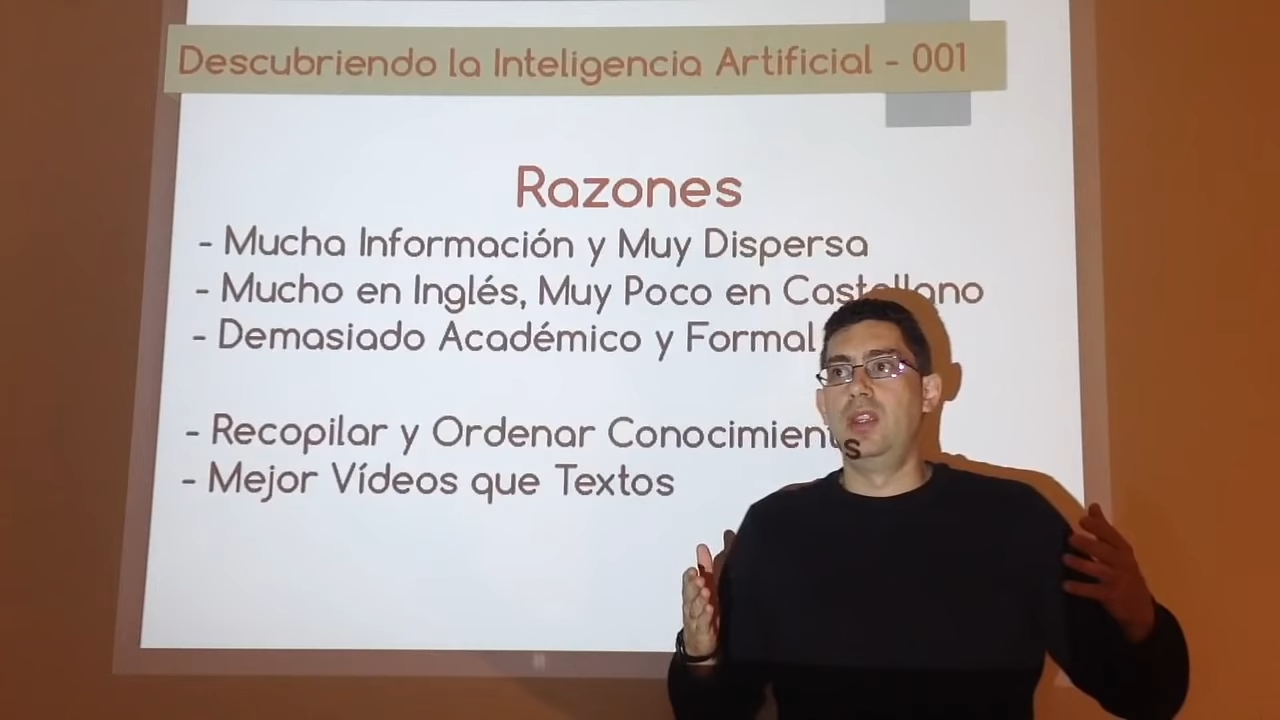 Descubriendo la Inteligencia Artificial - 001
Razones
- Mucha Información y Muy Dispersa
- Mucho en Inglés, Muy Poco en Castellano
- Demasiado Académico y Formal
- Recopilar y Ordenar Conocimientos
- Mejor Vídeos que Textos